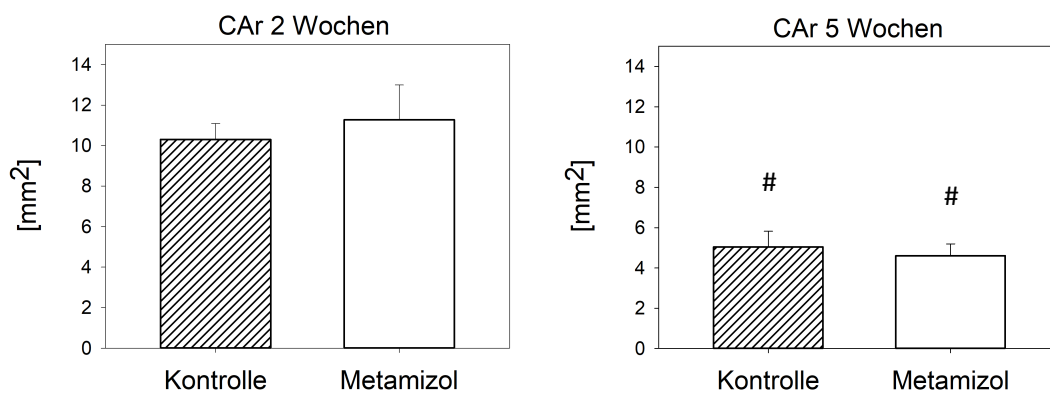 CAr 2 Wochen
14
12
10
8
6
4
2
0
[mm²]
Kontrolle
Metamizol
CAr 5 Wochen
14
12
10
8
6
4
2
0
[mm²]
#
#
Kontrolle
Metamizol